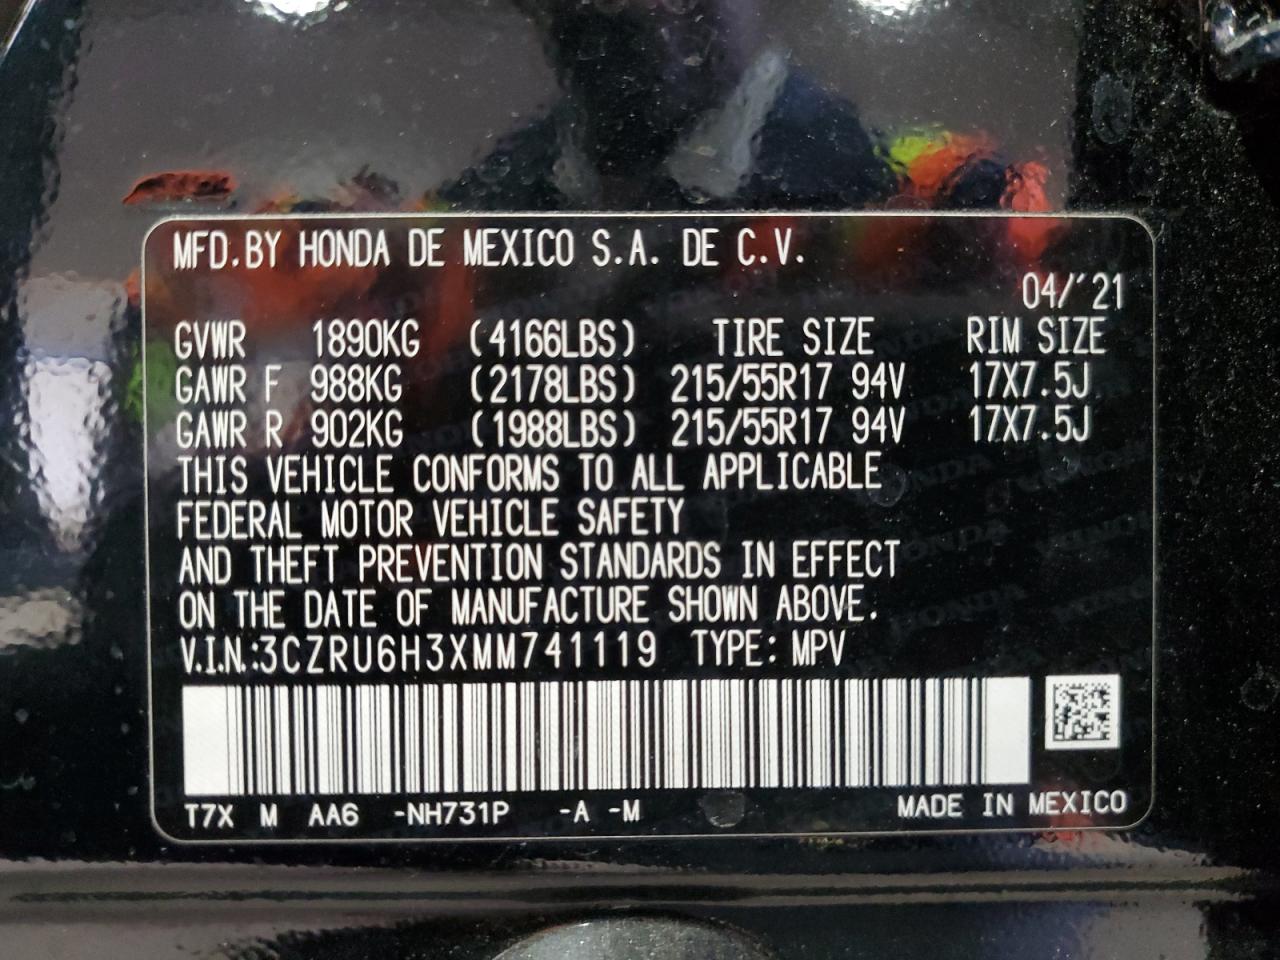 MFD.BY HONDA DE MEXICO S.A. DE C.V.
04/'21
GVWR 1890KG (4166LBS) TIRE SIZE RIM SIZE
GAWR F 988KG (2178LBS) 215/55R17 94V 17X7.5J
GAWR R 902KG (1988LBS) 215/55R17 94V 17X7.5J
THIS VEHICLE CONFORMS TO ALL APPLICABLE
FEDERAL MOTOR VEHICLE SAFETY
AND THEFT PREVENTION STANDARDS IN EFFECT
ON THE DATE OF MANUFACTURE SHOWN ABOVE.
V.I.N.:3CZRU6H3XMM741119 TYPE: MPV
T7X M AA6 -NH731P -A -M MADE IN MEXICO